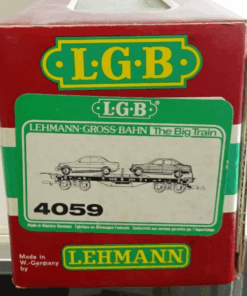 ·L·G·B·
·L·G·B·
LEHMANN-GROSS-BAHN The Big Train
4059
Made in
W.-Germany
by
LEHMANN